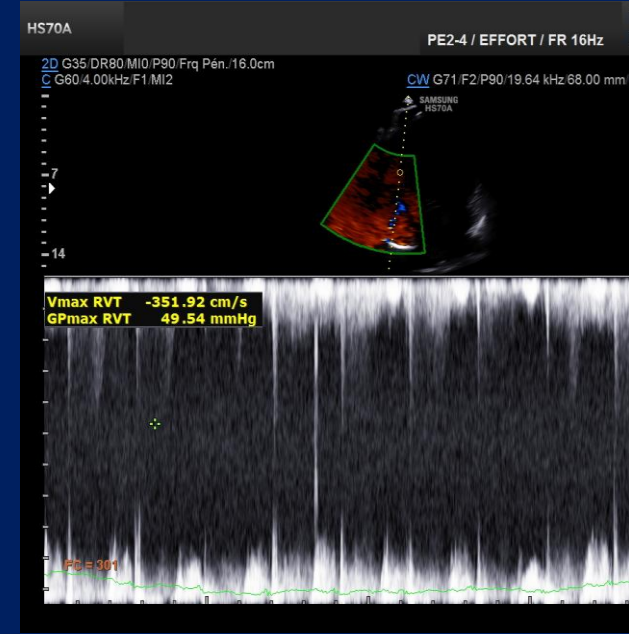 HS70A
PE2-4 / EFFORT / FR 16Hz
2D G35/DR80/MI0/P90/Frq Pén./16.0cm
C G60/4.00kHz/F1/MI2
CW G71/F2/P90/19.64 kHz/68.00 mm
SAMSUNG
HS70A
7
14
Vmax RVT -351.92 cm/s
GPmax RVT 49.54 mmHg
FC = 301